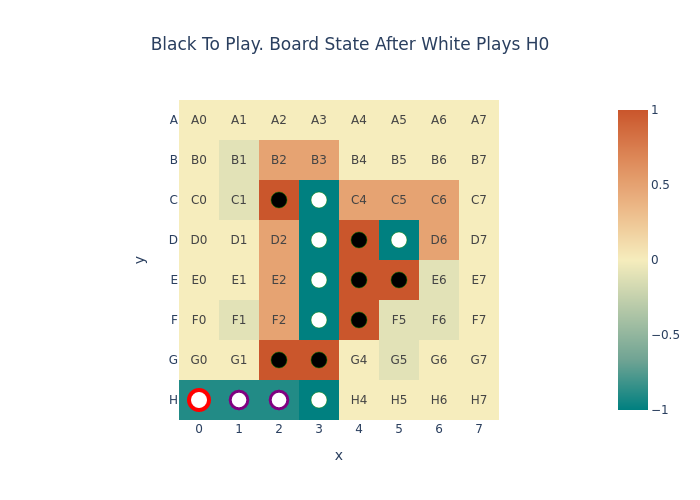 Black To Play. Board State After White Plays H0
A A0 A1 A2 A3 A4 A5 A6 A7
B B0 B1 B2 B3 B4 B5 B6 B7
C C0 C1 C4 C5 C6 C7
D D0 D1 D2 D6 D7
E E0 E1 E2 E6 E7
F F0 F1 F2 F5 F6 F7
G G0 G1 G4 G5 G6 G7
H H4 H5 H6 H7
0 1 2 3 4 5 6 7
x
y
1
0.5
0
−0.5
−1